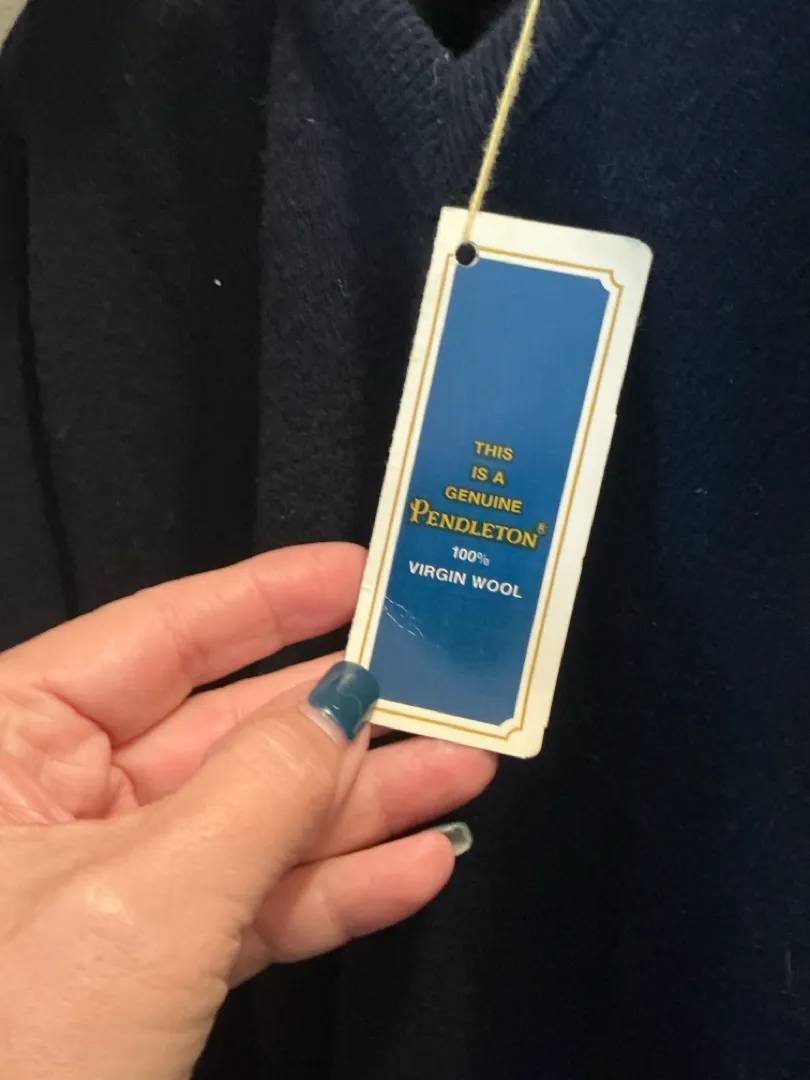 THIS
IS A
GENUINE
PENDLETON®
100%
VIRGIN WOOL